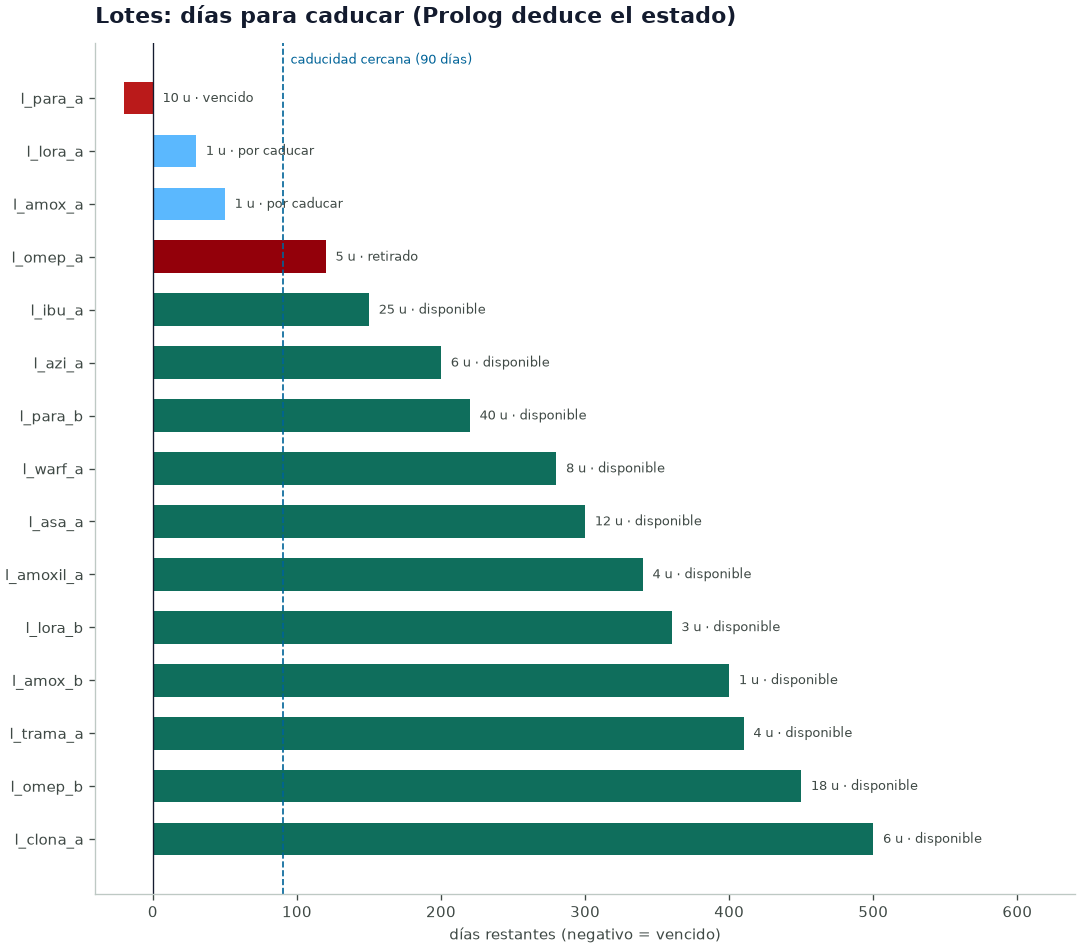 Lotes: días para caducar (Prolog deduce el estado)
caducidad cercana (90 días)
l_para_a 10 u · vencido
l_lora_a 1 u · por caducar
l_amox_a 1 u · por caducar
l_omep_a 5 u · retirado
l_ibu_a 25 u · disponible
l_azi_a 6 u · disponible
l_para_b 40 u · disponible
l_warf_a 8 u · disponible
l_asa_a 12 u · disponible
l_amoxil_a 4 u · disponible
l_lora_b 3 u · disponible
l_amox_b 1 u · disponible
l_trama_a 4 u · disponible
l_omep_b 18 u · disponible
l_clona_a 6 u · disponible
0 100 200 300 400 500 600
días restantes (negativo = vencido)